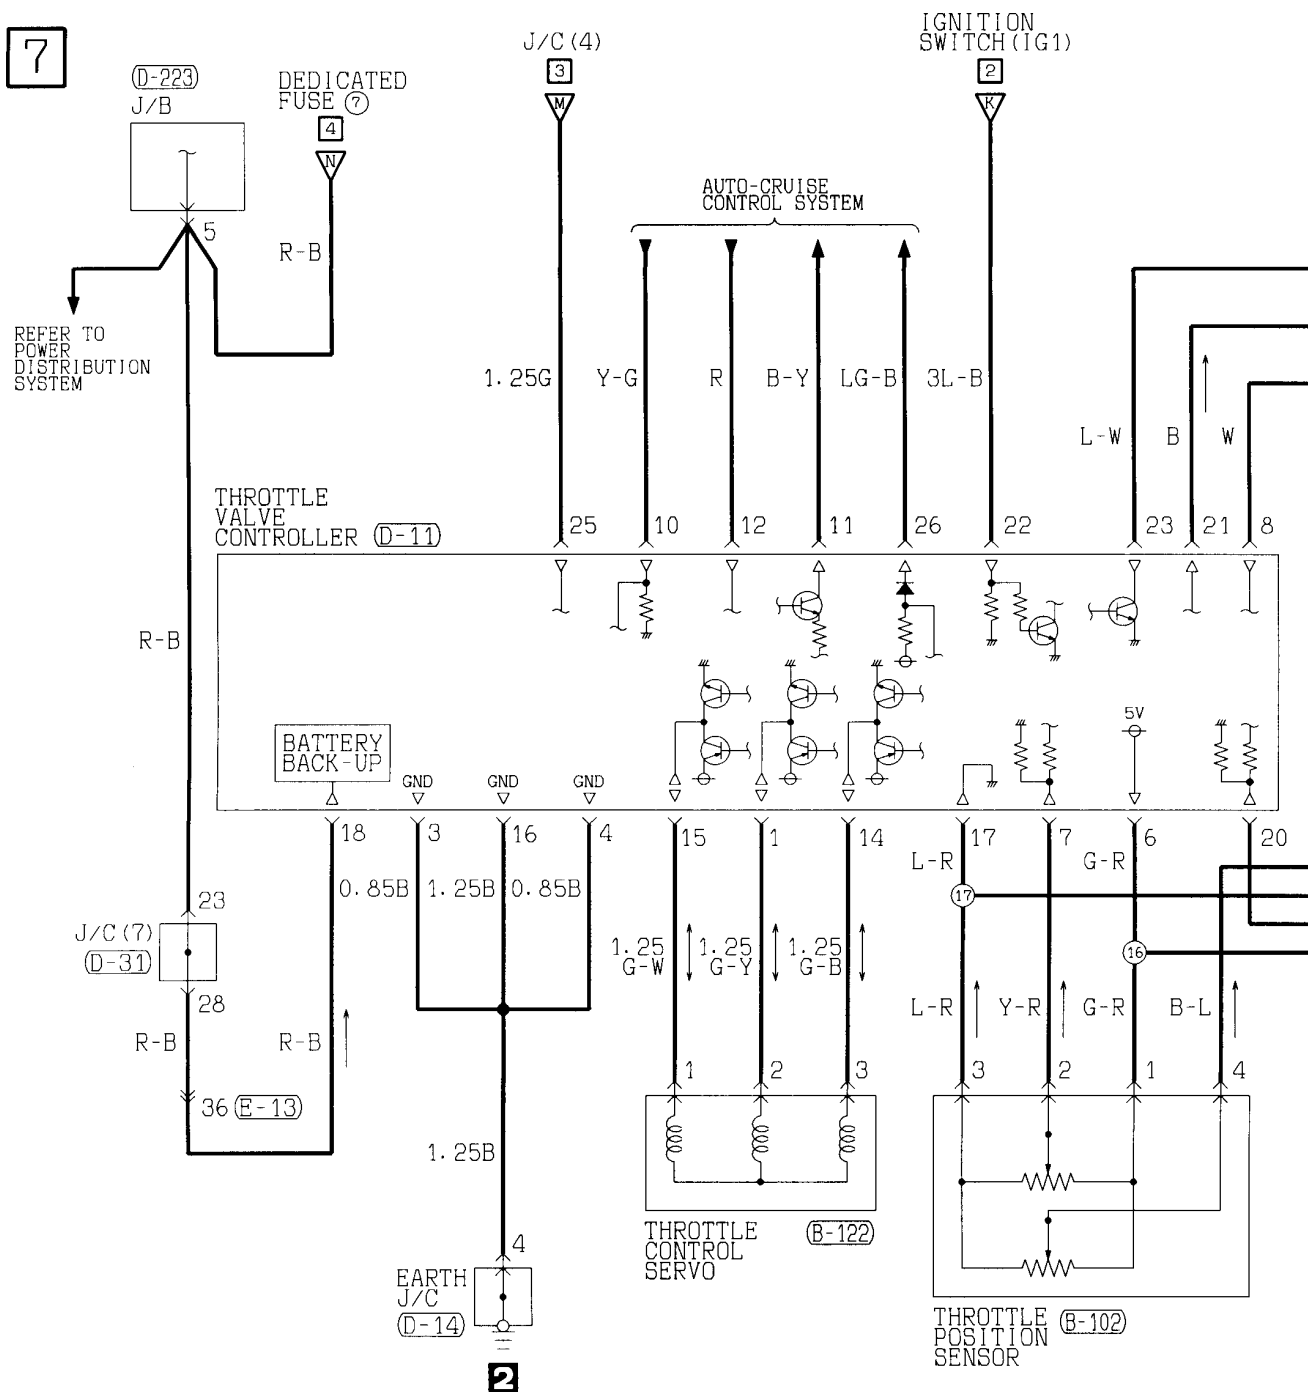 7
J/C(4)
3
M
IGNITION
SWITCH(IG1)
2
K
D-223
J/B
DEDICATED
FUSE 7
4
N
5
R-B
AUTO-CRUISE
CONTROL SYSTEM
REFER TO
POWER
DISTRIBUTION
SYSTEM
1.25G
Y-G
R
B-Y
LG-B
3L-B
L-W
B
W
THROTTLE
VALVE
CONTROLLER D-11
25
10
12
11
26
22
23
21
8
R-B
BATTERY
BACK-UP
GND
GND
GND
5V
18
3
16
4
15
1
14
17
7
6
20
0.85B
1.25B
0.85B
L-R
G-R
17
16
23
J/C(7)
D-31
28
1.25
G-W
1.25
G-Y
1.25
G-B
R-B
R-B
L-R
Y-R
G-R
B-L
36 E-13
1
2
3
3
2
1
4
1.25B
4
THROTTLE
CONTROL
SERVO
B-122
EARTH
J/C
D-14
2
THROTTLE
POSITION
SENSOR
B-102